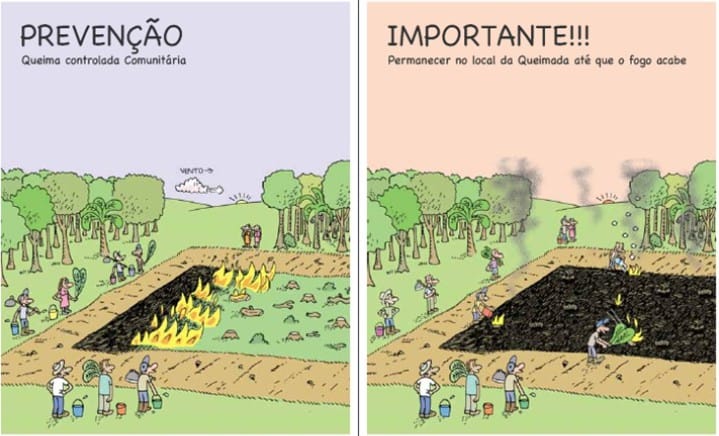 PREVENÇÃO
Queima controlada Comunitária
VENTO→
IMPORTANTE!!!
Permanecer no local da Queimada até que o fogo acabe